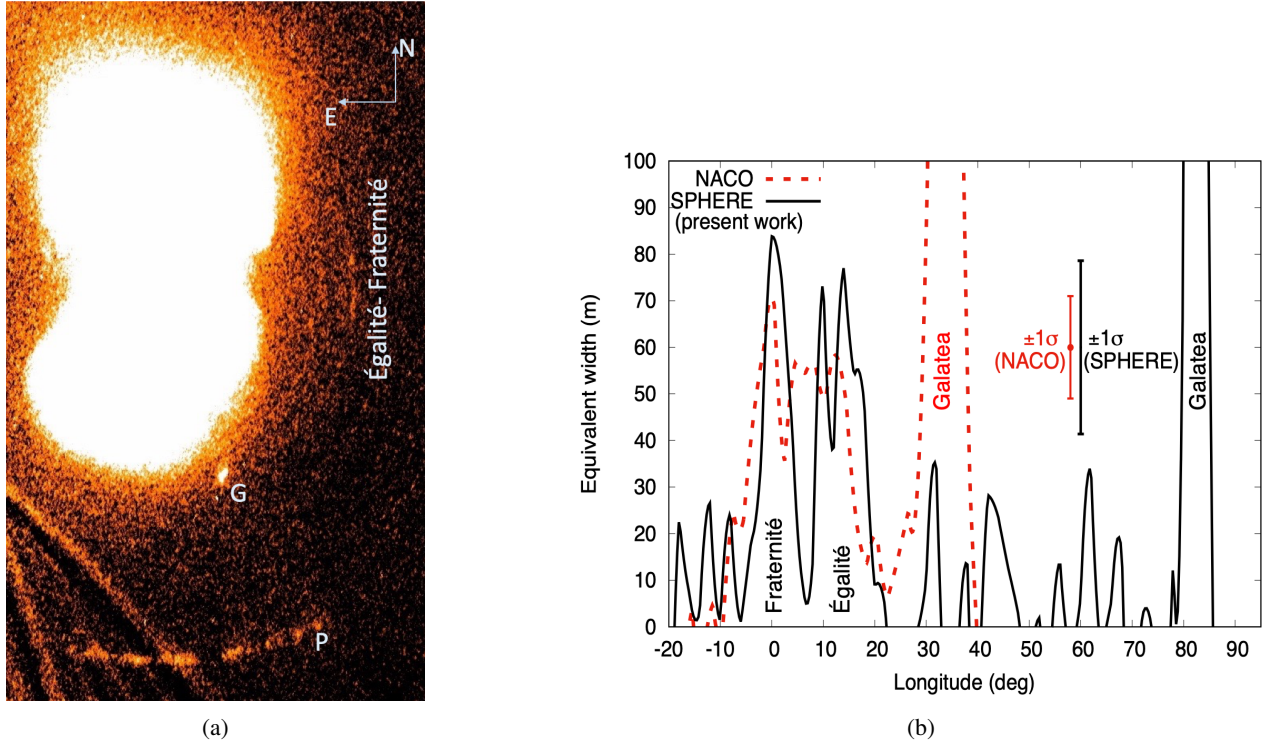 N
E
Égalité- Fraternité
G
P
(a)
100
90
80
70
60
50
40
30
20
10
0
Equivalent width (m)
NACO
SPHERE
(present work)
Fraternité
Égalité
Galatea
±1σ
(NACO)
±1σ
(SPHERE)
Galatea
-20 -10 0 10 20 30 40 50 60 70 80 90
Longitude (deg)
(b)